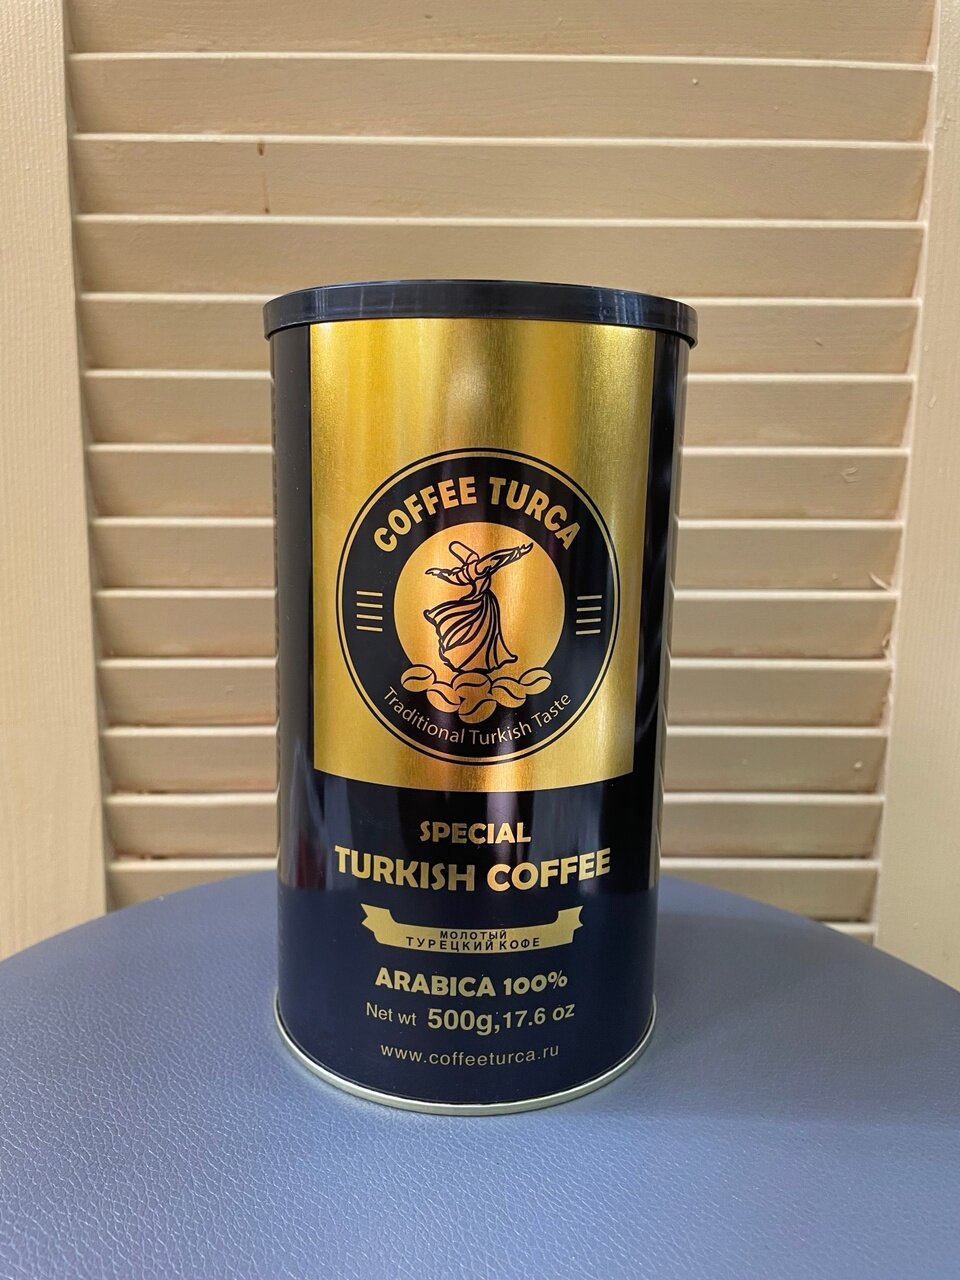 COFFEE TURCA
Traditional Turkish Taste
SPECIAL
TURKISH COFFEE
МОЛОТЫЙ
ТУРЕЦКИЙ КОФЕ
ARABICA 100%
Net wt 500g, 17.6 oz
www.coffeeturca.ru